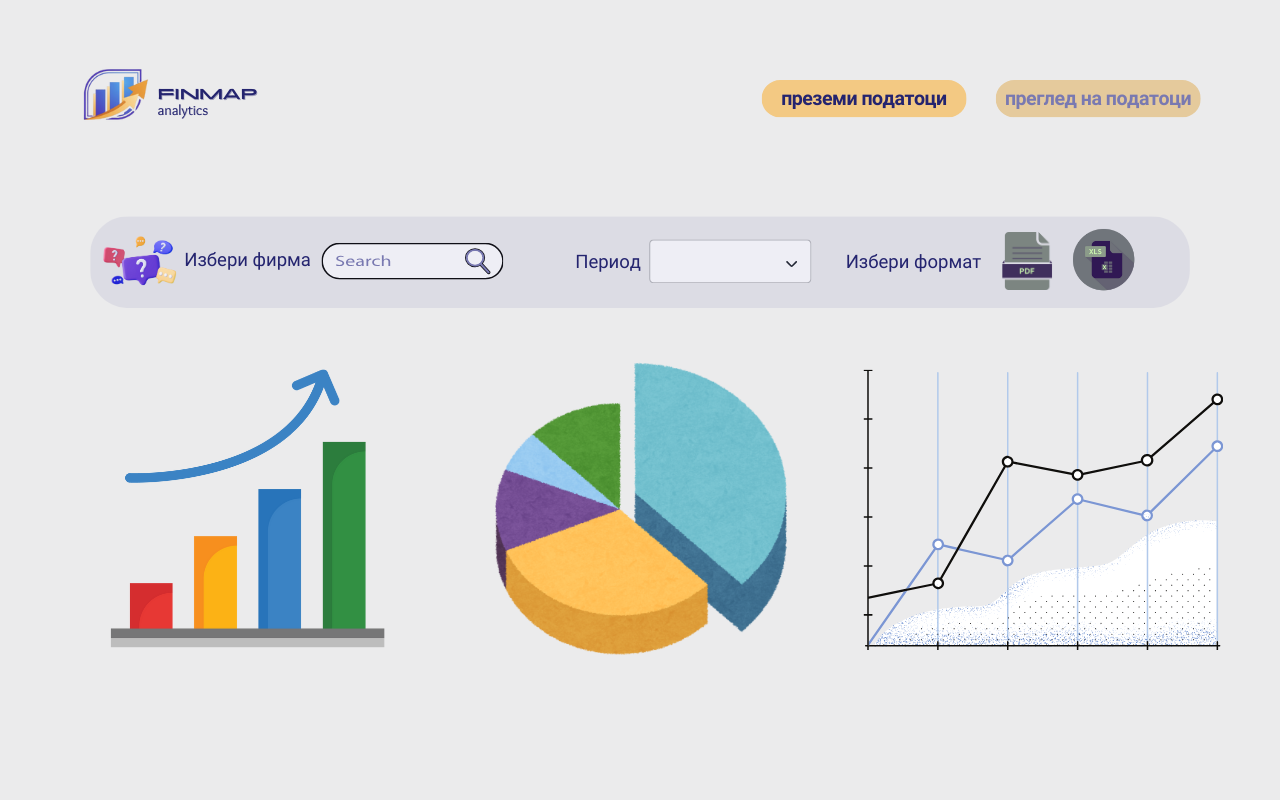 FINMAP
analytics
преземи податоци
преглед на податоци
Избери фирма
Search
Период
Избери формат
PDF
XLS
X